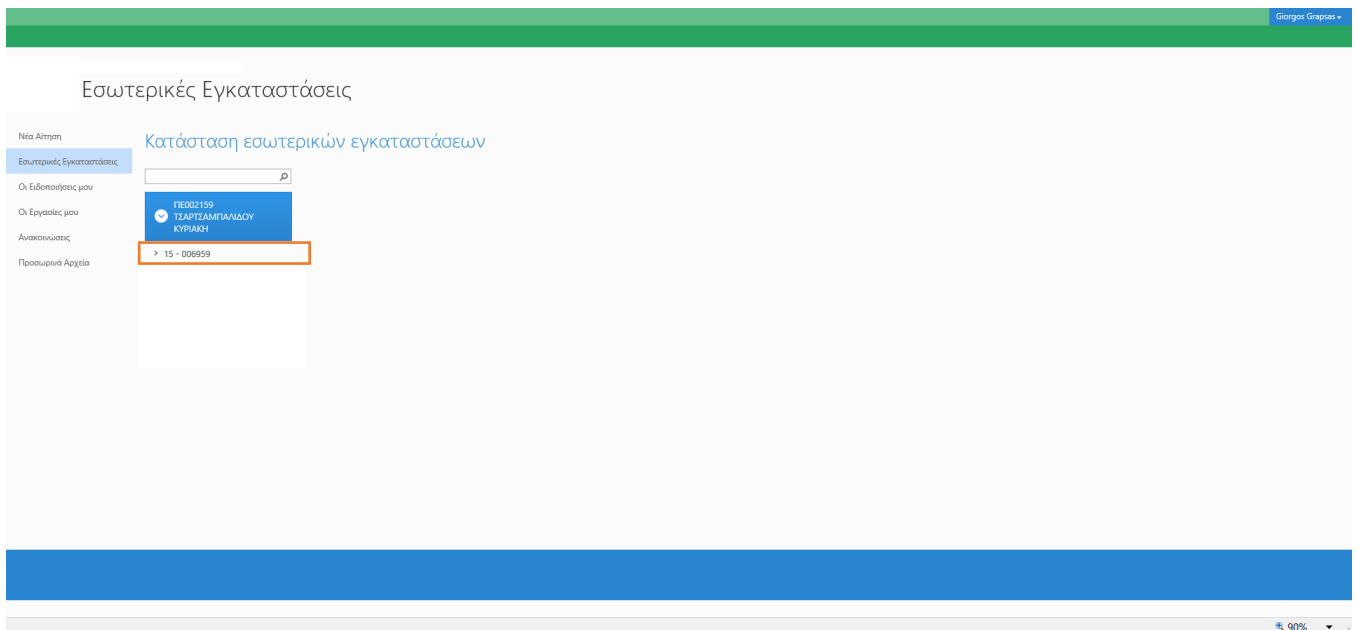 Giorgos Grapsas
Εσωτερικές Εγκαταστάσεις
Νέα Αίτηση
Εσωτερικές Εγκαταστάσεις
Οι Ειδοποιήσεις μου
Οι Εργασίες μου
Ανακοινώσεις
Προσωρινά Αρχεία
Κατάσταση εσωτερικών εγκαταστάσεων
ΠΕ002159
ΤΣΑΡΤΣΑΜΠΑΛΙΔΟΥ
ΚΥΡΙΑΚΗ
> 15 - 006959
90%